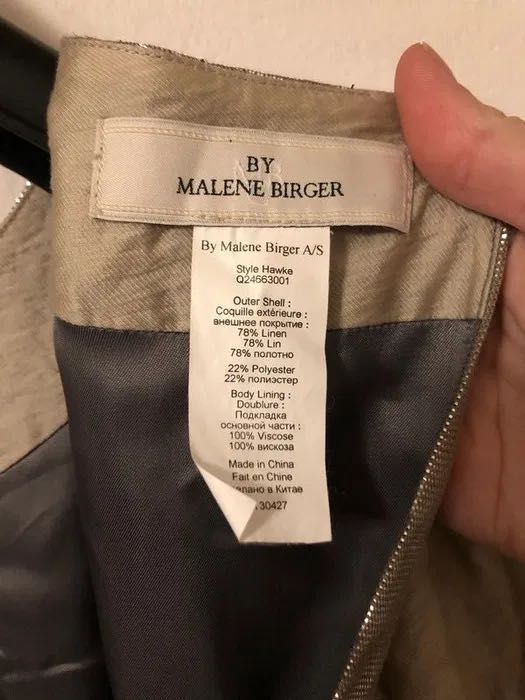 BY
MALENE BIRGER
By Malene Birger A/S
Style Hawke
Q24663001
Outer Shell :
Coquille extérieure :
внешнее покрытие :
78% Linen
78% Lin
78% полотно
22% Polyester
22% полиэстер
Body Lining :
Doublure :
Подкладка
основной части :
100% Viscose
100% вискоза
Made in China
Fait en Chine
в Китае
30427